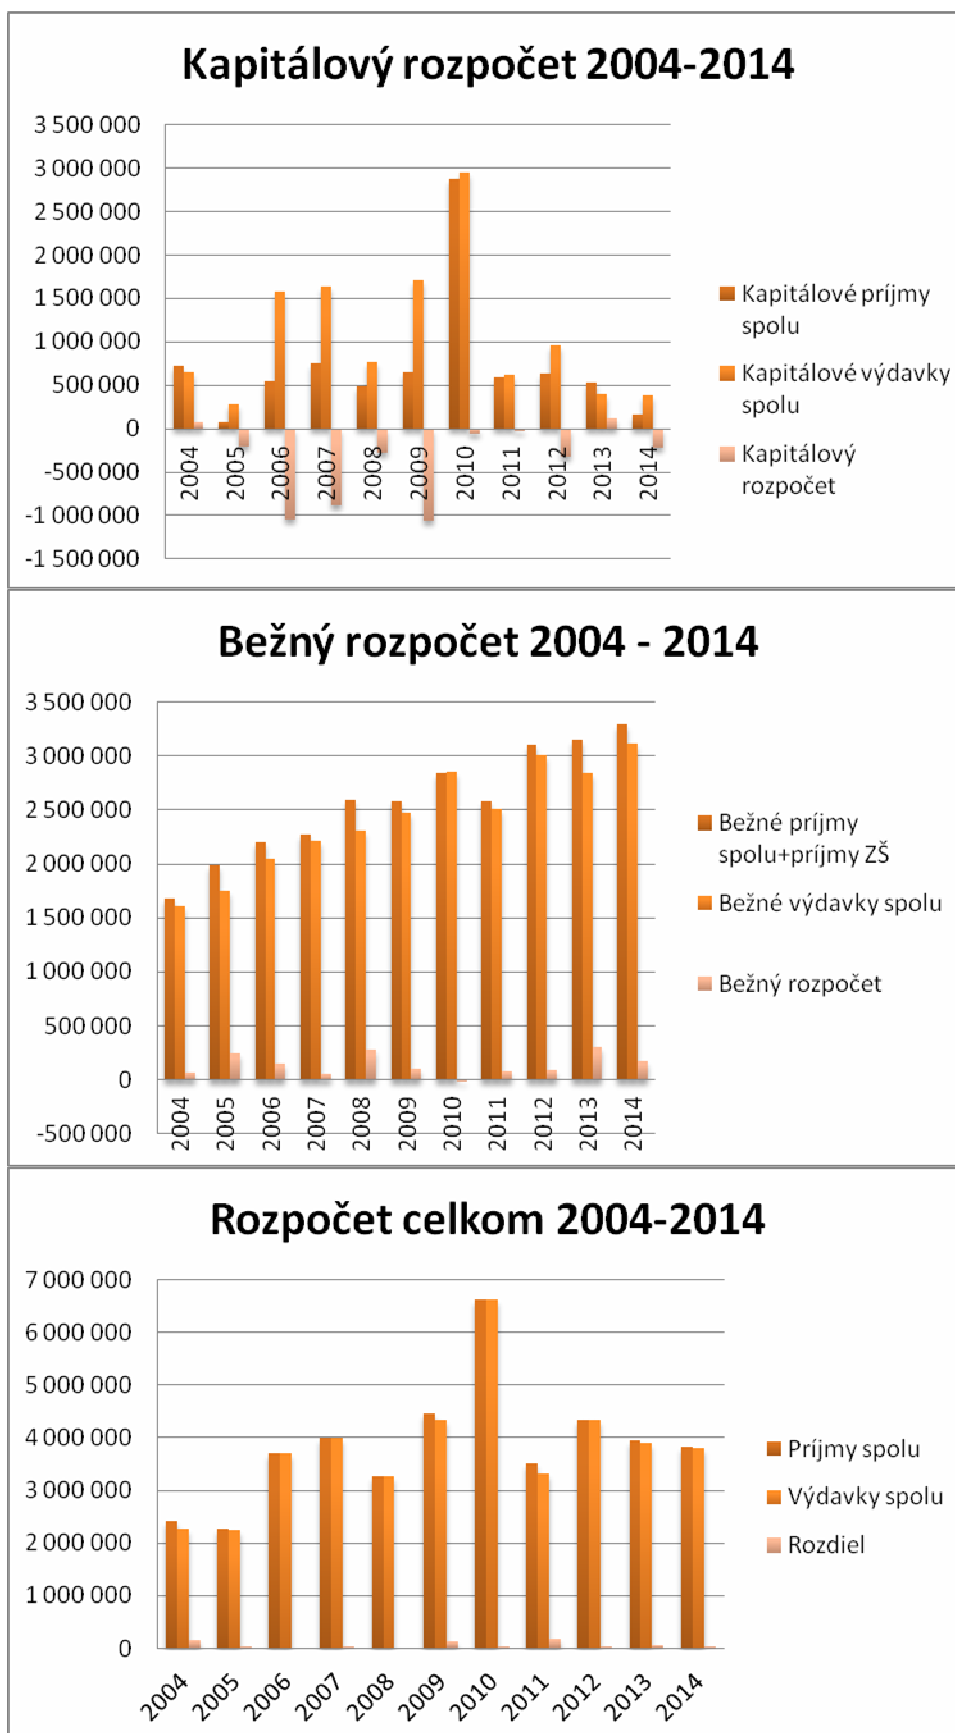 Kapitálový rozpočet 2004-2014
3 500 000
3 000 000
2 500 000
2 000 000
1 500 000
1 000 000
500 000
0
-500 000
-1 000 000
-1 500 000
2004
2005
2006
2007
2008
2009
2010
2011
2012
2013
2014
Kapitálové príjmy
spolu
Kapitálové výdavky
spolu
Kapitálový
rozpočet
Bežný rozpočet 2004 - 2014
3 500 000
3 000 000
2 500 000
2 000 000
1 500 000
1 000 000
500 000
0
-500 000
2004
2005
2006
2007
2008
2009
2010
2011
2012
2013
2014
Bežné príjmy
spolu+príjmy ZŠ
Bežné výdavky spolu
Bežný rozpočet
Rozpočet celkom 2004-2014
7 000 000
6 000 000
5 000 000
4 000 000
3 000 000
2 000 000
1 000 000
0
2004
2005
2006
2007
2008
2009
2010
2011
2012
2013
2014
Príjmy spolu
Výdavky spolu
Rozdiel